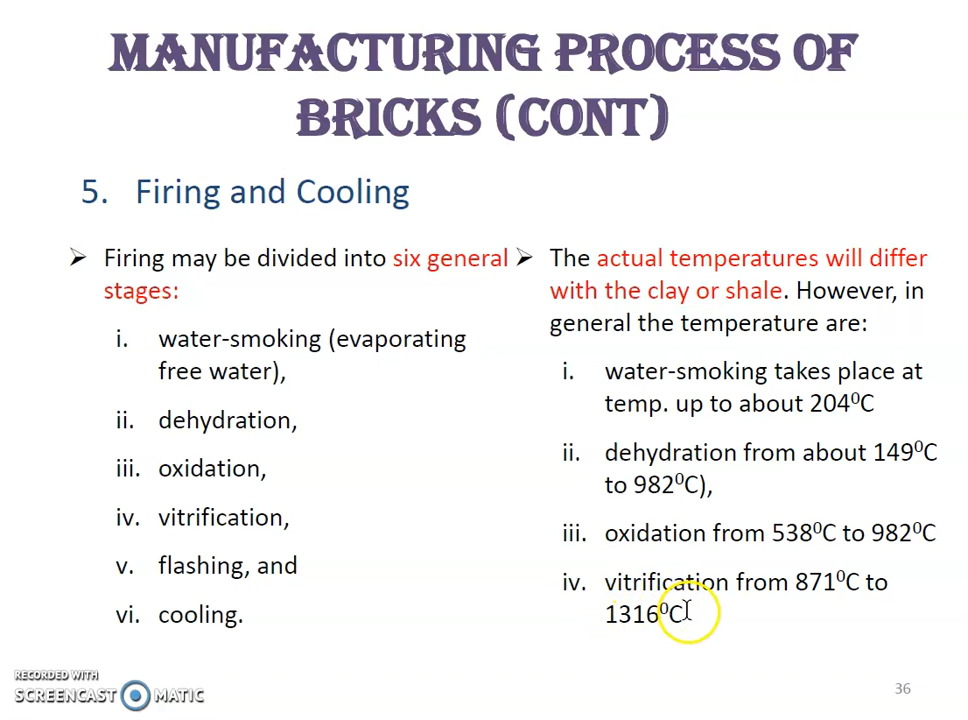 MANUFACTURING PROCESS OF
BRICKS (CONT)
5. Firing and Cooling
➢ Firing may be divided into six general
stages:
i. water-smoking (evaporating
free water),
ii. dehydration,
iii. oxidation,
iv. vitrification,
v. flashing, and
vi. cooling.
➢ The actual temperatures will differ
with the clay or shale. However, in
general the temperature are:
i. water-smoking takes place at
temp. up to about 204⁰C
ii. dehydration from about 149⁰C
to 982⁰C),
iii. oxidation from 538⁰C to 982⁰C
iv. vitrification from 871⁰C to
1316⁰C
RECORDED WITH
SCREENCAST MATIC
36